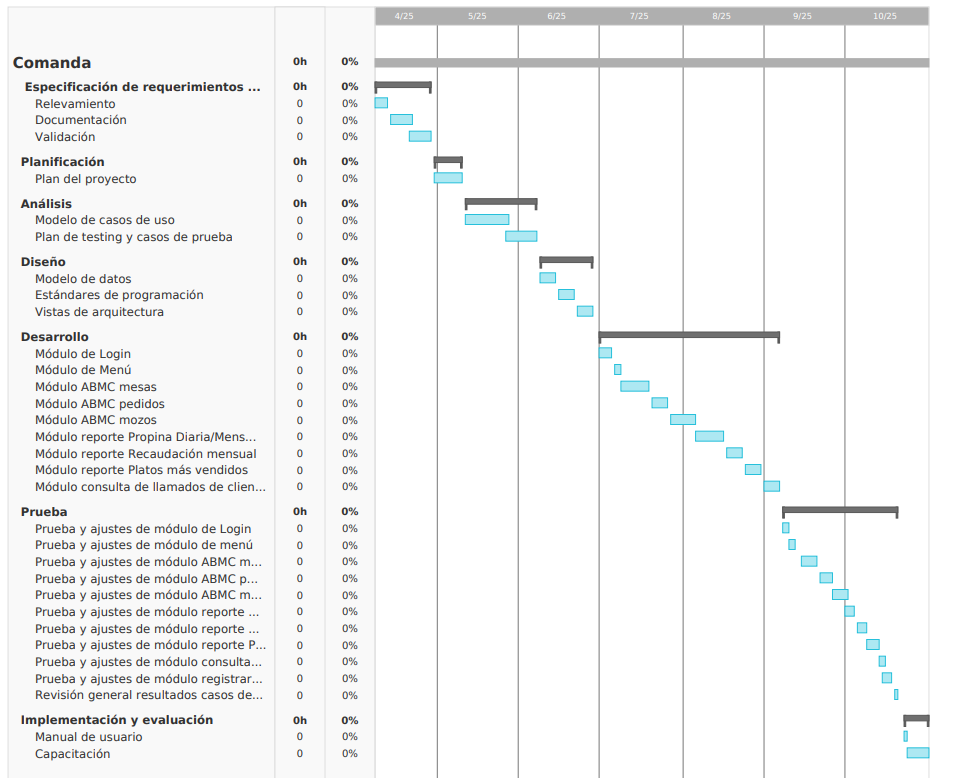 4/25 5/25 6/25 7/25 8/25 9/25 10/25
Comanda 0h 0%
Especificación de requerimientos ... 0h 0%
Relevamiento 0 0%
Documentación 0 0%
Validación 0 0%
Planificación 0h 0%
Plan del proyecto 0 0%
Análisis 0h 0%
Modelo de casos de uso 0 0%
Plan de testing y casos de prueba 0 0%
Diseño 0h 0%
Modelo de datos 0 0%
Estándares de programación 0 0%
Vistas de arquitectura 0 0%
Desarrollo 0h 0%
Módulo de Login 0 0%
Módulo de Menú 0 0%
Módulo ABMC mesas 0 0%
Módulo ABMC pedidos 0 0%
Módulo ABMC mozos 0 0%
Módulo reporte Propina Diaria/Mens... 0 0%
Módulo reporte Recaudación mensual 0 0%
Módulo reporte Platos más vendidos 0 0%
Módulo consulta de llamados de clien... 0 0%
Prueba 0h 0%
Prueba y ajustes de módulo de Login 0 0%
Prueba y ajustes de módulo de menú 0 0%
Prueba y ajustes de módulo ABMC m... 0 0%
Prueba y ajustes de módulo ABMC p... 0 0%
Prueba y ajustes de módulo ABMC m... 0 0%
Prueba y ajustes de módulo reporte ... 0 0%
Prueba y ajustes de módulo reporte ... 0 0%
Prueba y ajustes de módulo reporte P... 0 0%
Prueba y ajustes de módulo consulta... 0 0%
Prueba y ajustes de módulo registrar... 0 0%
Revisión general resultados casos de... 0 0%
Implementación y evaluación 0h 0%
Manual de usuario 0 0%
Capacitación 0 0%